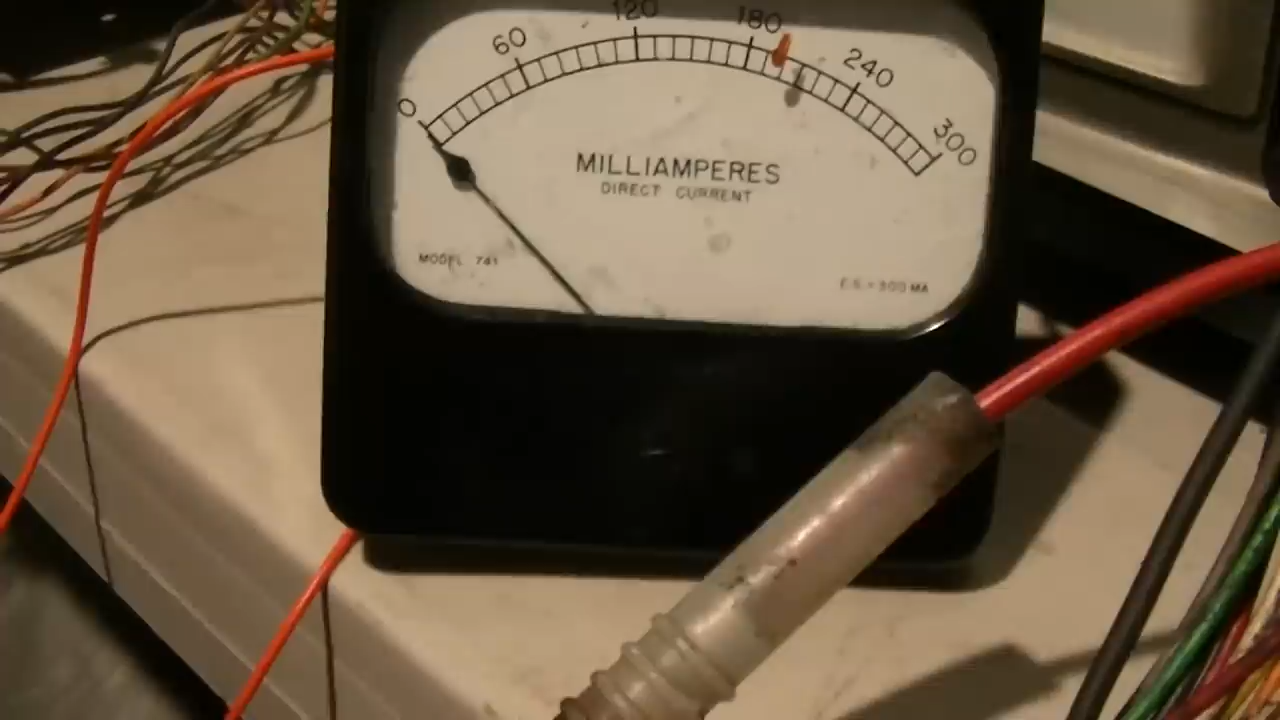 0 60 120 180 240 300
MILLIAMPERES
DIRECT CURRENT
MODEL 741
F.S. = 300 MA